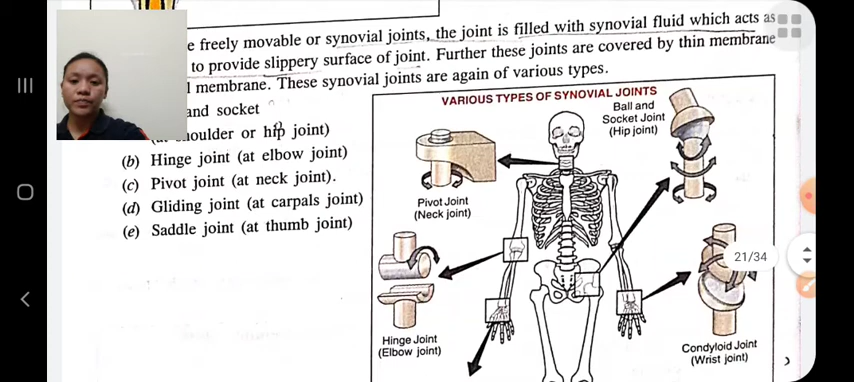 e freely movable or synovial joints, the joint is filled with synovial fluid which acts as
to provide slippery surface of joint. Further these joints are covered by thin membrane
l membrane. These synovial joints are again of various types.
and socket
houlder or hip joint)
(b) Hinge joint (at elbow joint)
(c) Pivot joint (at neck joint).
(d) Gliding joint (at carpals joint)
(e) Saddle joint (at thumb joint)
VARIOUS TYPES OF SYNOVIAL JOINTS
Ball and
Socket Joint
(Hip joint)
Pivot Joint
(Neck joint)
Hinge Joint
(Elbow joint)
Condyloid Joint
(Wrist joint)
21/34